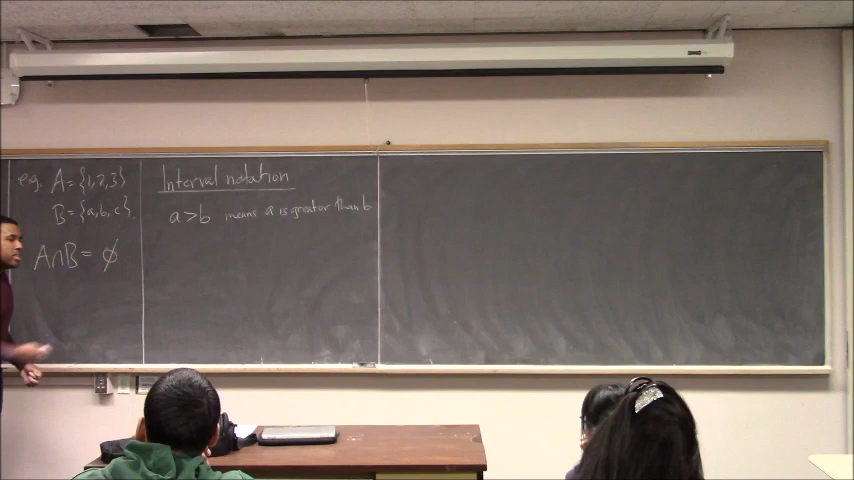 e.g. A = {1,2,3}
B = {a,b,c}.
A∩B = ∅
Interval notation
a>b means a is greater than b